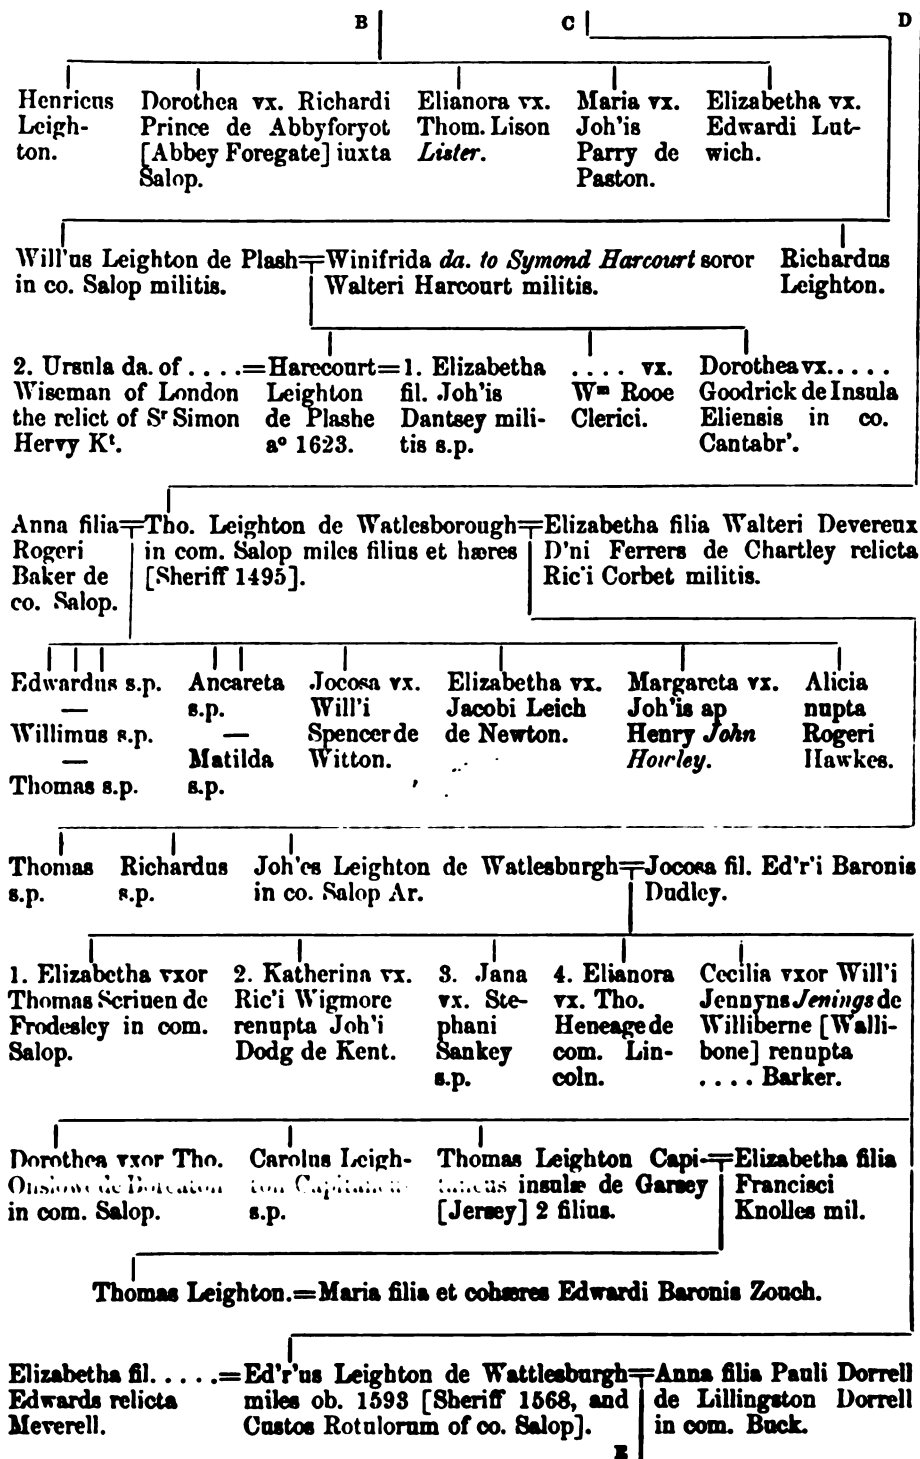 B C D
Henricus
Leigh-
ton.
Dorothea vx. Richardi
Prince de Abbyforyot
[Abbey Foregate] iuxta
Salop.
Elianora vx.
Thom. Lison
Lister.
Maria vx.
Joh'is
Parry de
Paston.
Elizabetha vx.
Edwardi Lut-
wich.
Will'us Leighton de Plash=
in co. Salop militis.
Winifrida da. to Symond Harcourt soror
Walteri Harcourt militis.
Richardus
Leighton.
2. Ursula da. of . . . .=
Wiseman of London
the relict of Sr Simon
Hervy Kt.
Harecourt=
Leighton
de Plashe
ao 1623.
1. Elizabetha
fil. Joh'is
Dantsey mili-
tis s.p.
. . . . vx.
Wm Rooe
Clerici.
Dorothea vx.....
Goodrick de Insula
Eliensis in co.
Cantabr'.
Anna filia=
Rogeri
Baker de
co. Salop.
Tho. Leighton de Watlesborough=
in com. Salop miles filius et hæres
[Sheriff 1495].
Elizabetha filia Walteri Devereux
D'ni Ferrers de Chartley relicta
Ric'i Corbet militis.
Edwardus s.p.
—
Willimus s.p.
—
Thomas s.p.
Ancareta
s.p.
—
Matilda
s.p.
Jocosa vx.
Will'i
Spencer de
Witton.
Elizabetha vx.
Jacobi Leich
de Newton.
Margareta vx.
Joh'is ap
Henry John
Howley.
Alicia
nupta
Rogeri
Hawkes.
Thomas
s.p.
Richardus
s.p.
Joh'es Leighton de Watlesburgh=
in co. Salop Ar.
Jocosa fil. Ed'r'i Baronis
Dudley.
1. Elizabetha vxor
Thomas Scriuen de
Frodesley in com.
Salop.
2. Katherina vx.
Ric'i Wigmore
renupta Joh'i
Dodg de Kent.
3. Jana
vx. Ste-
phani
Sankey
s.p.
4. Elianora
vx. Tho.
Heneage de
com. Lin-
coln.
Cecilia vxor Will'i
Jennyns Jenings de
Williberne [Walli-
bone] renupta
. . . . Barker.
Dorothea vxor Tho.
Onslowe de
in com. Salop.
Carolus Leigh-
ton
s.p.
Thomas Leighton Capi-=
taneus insulæ de Garsey
[Jersey] 2 filius.
Elizabetha filia
Francisci
Knolles mil.
Thomas Leighton.=Maria filia et cohæres Edwardi Baronis Zouch.
Elizabetha fil. . . . .=
Edwards relicta
Meverell.
Ed'r'us Leighton de Wattlesburgh=
miles ob. 1593 [Sheriff 1568, and
Custos Rotulorum of co. Salop].
Anna filia Pauli Dorrell
de Lillingston Dorrell
in com. Buck.
E